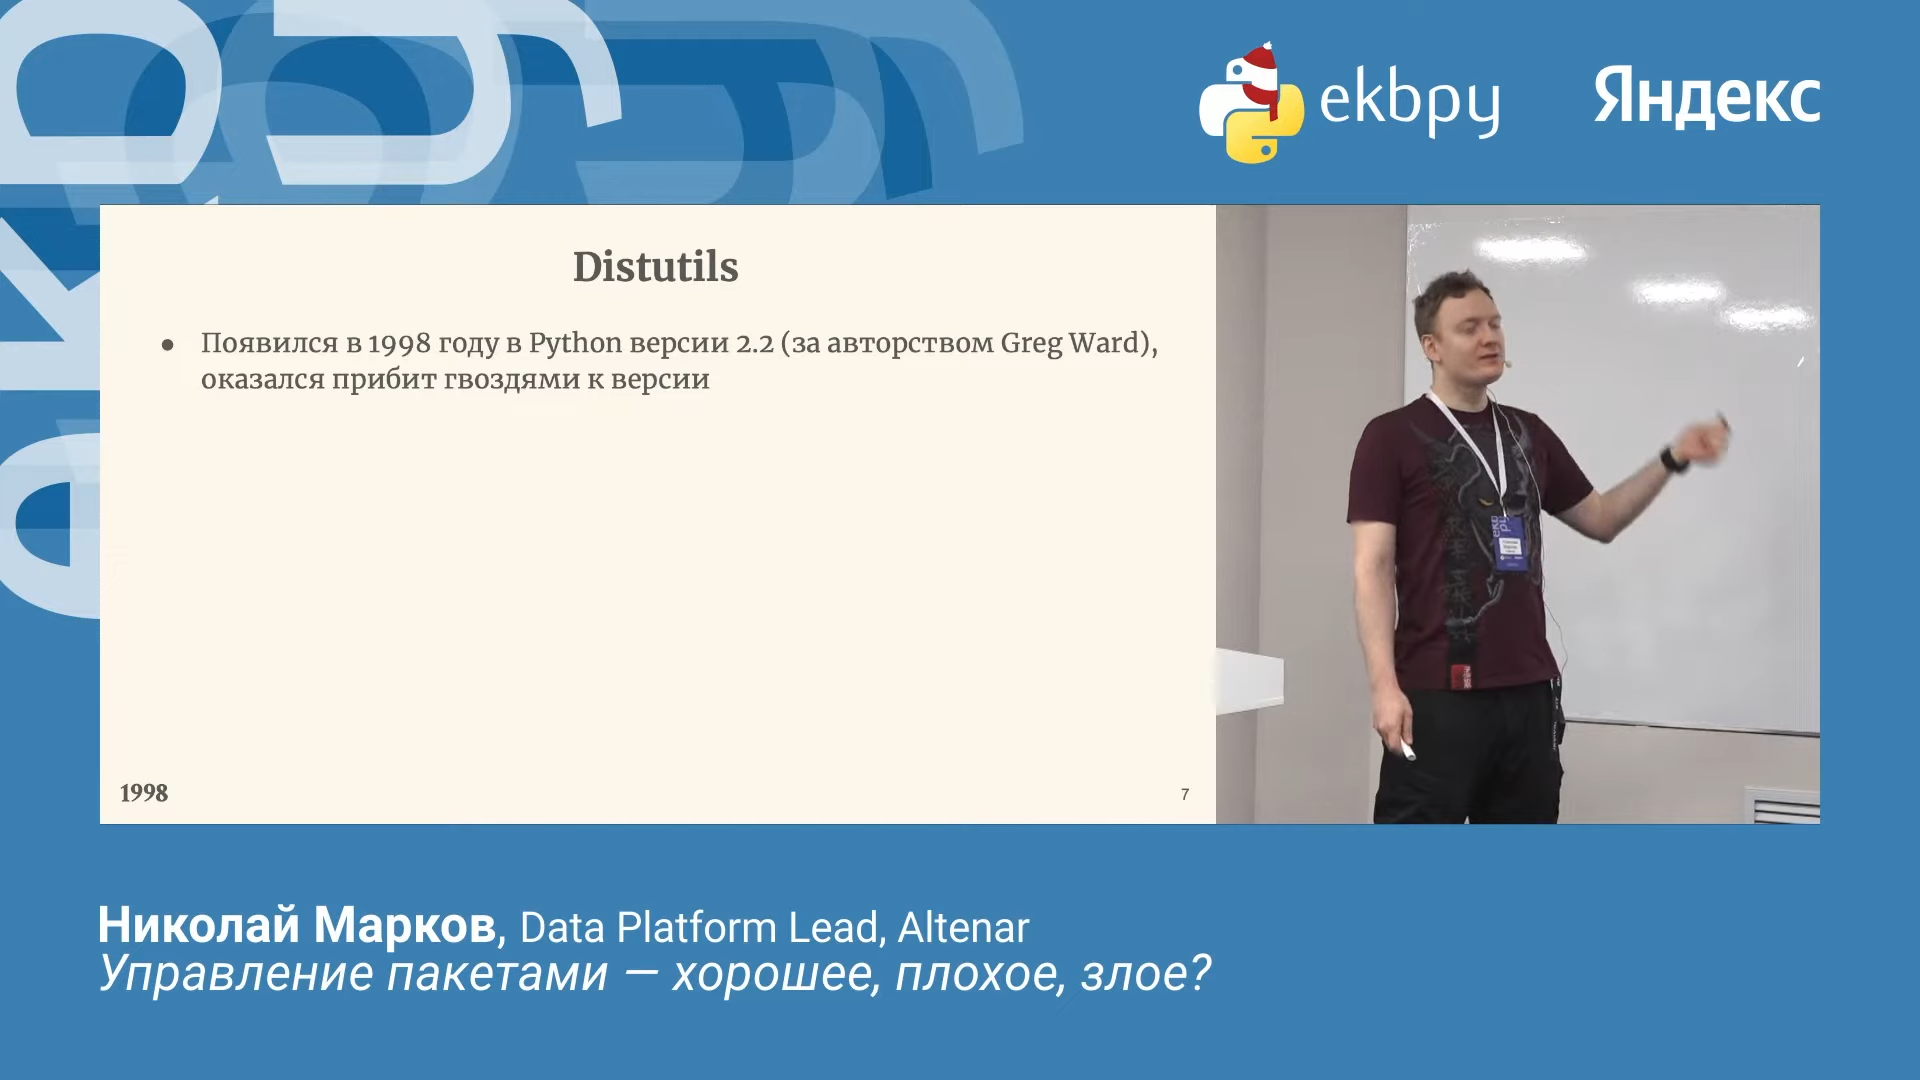 ekbpy
Яндекс
Distutils
● Появился в 1998 году в Python версии 2.2 (за авторством Greg Ward),
оказался прибит гвоздями к версии
1998
7
Николай Марков, Data Platform Lead, Altenar
Управление пакетами — хорошее, плохое, злое?